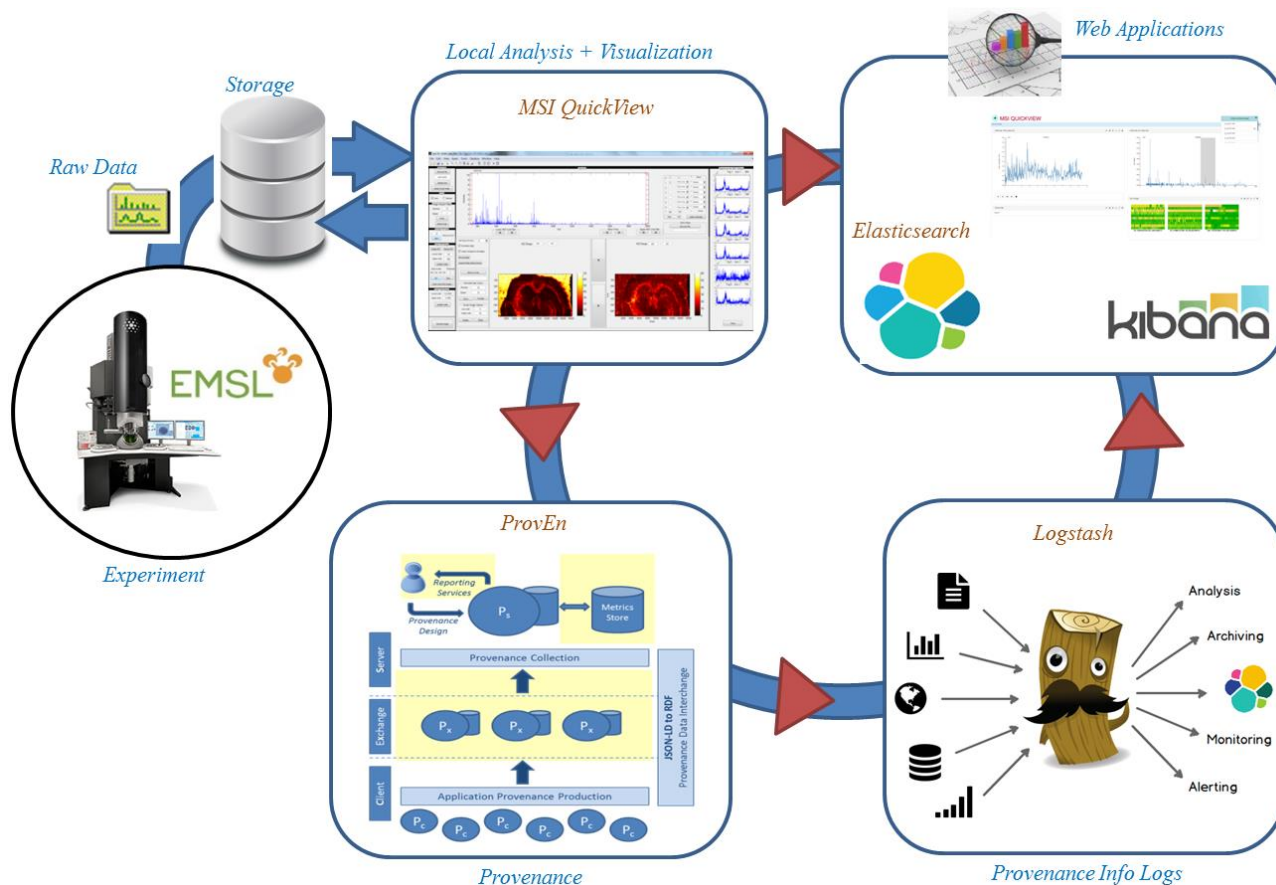 Web Applications
Local Analysis + Visualization
Storage
MSI QuickView
MSI QUICKVIEW
Raw Data
Elasticsearch
kibana
EMSL
Experiment
ProvEn
Reporting
Services
Provenance
Design
Ps
Metrics
Store
Server
Provenance Collection
Exchange
Px
Px
Px
JSON-LD to RDF
Provenance Data Interchange
Client
Application Provenance Production
Pc
Pc
Pc
Pc
Pc
Pc
Provenance
Logstash
Analysis
Archiving
Monitoring
Alerting
Provenance Info Logs